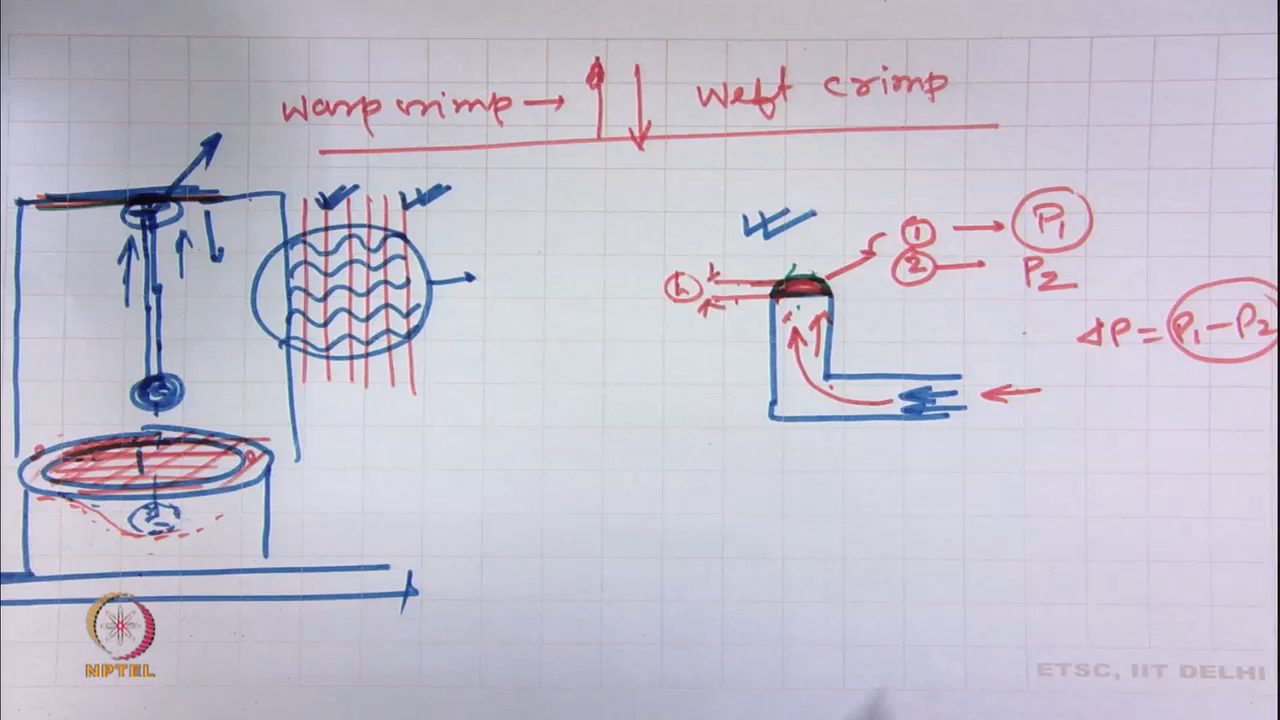 Warp crimp → ↑ ↓ Weft crimp
① → P₁
② → P₂
h
ΔP = P₁ - P₂
NPTEL
ETSC, IIT DELHI